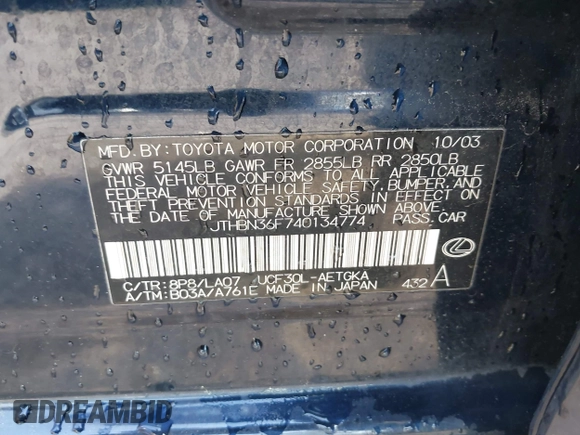 MFD. BY: TOYOTA MOTOR CORPORATION 10/03
GVWR 5145LB GAWR FR 2855LB RR 2850LB
THIS VEHICLE CONFORMS TO ALL APPLICABLE
FEDERAL MOTOR VEHICLE SAFETY, BUMPER, AND
THEFT PREVENTION STANDARDS IN EFFECT ON
THE DATE OF MANUFACTURE SHOWN ABOVE.
JTHBN36F740134774 PASS. CAR
C/TR: 8P8/LA07 UCF30L-AETGKA
A/TM: B03A/A761E MADE IN JAPAN 432 A
DREAMBID